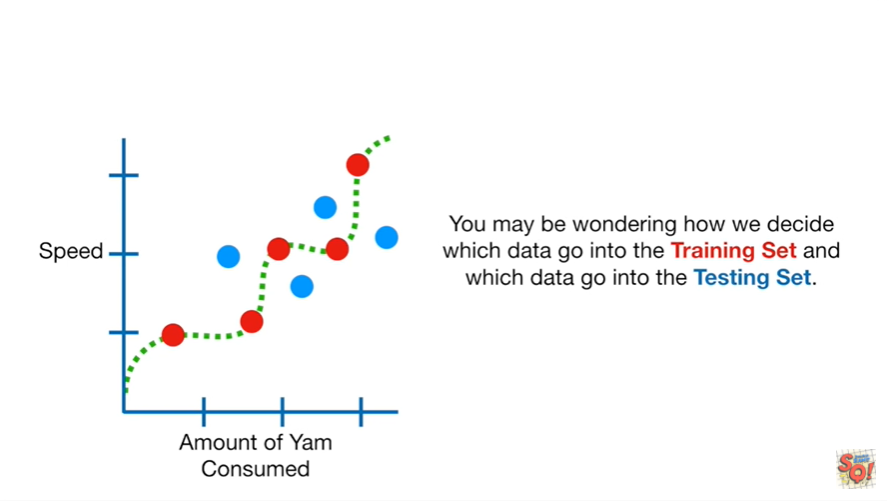 Speed
You may be wondering how we decide
which data go into the Training Set and
which data go into the Testing Set.
Amount of Yam
Consumed
SQ!